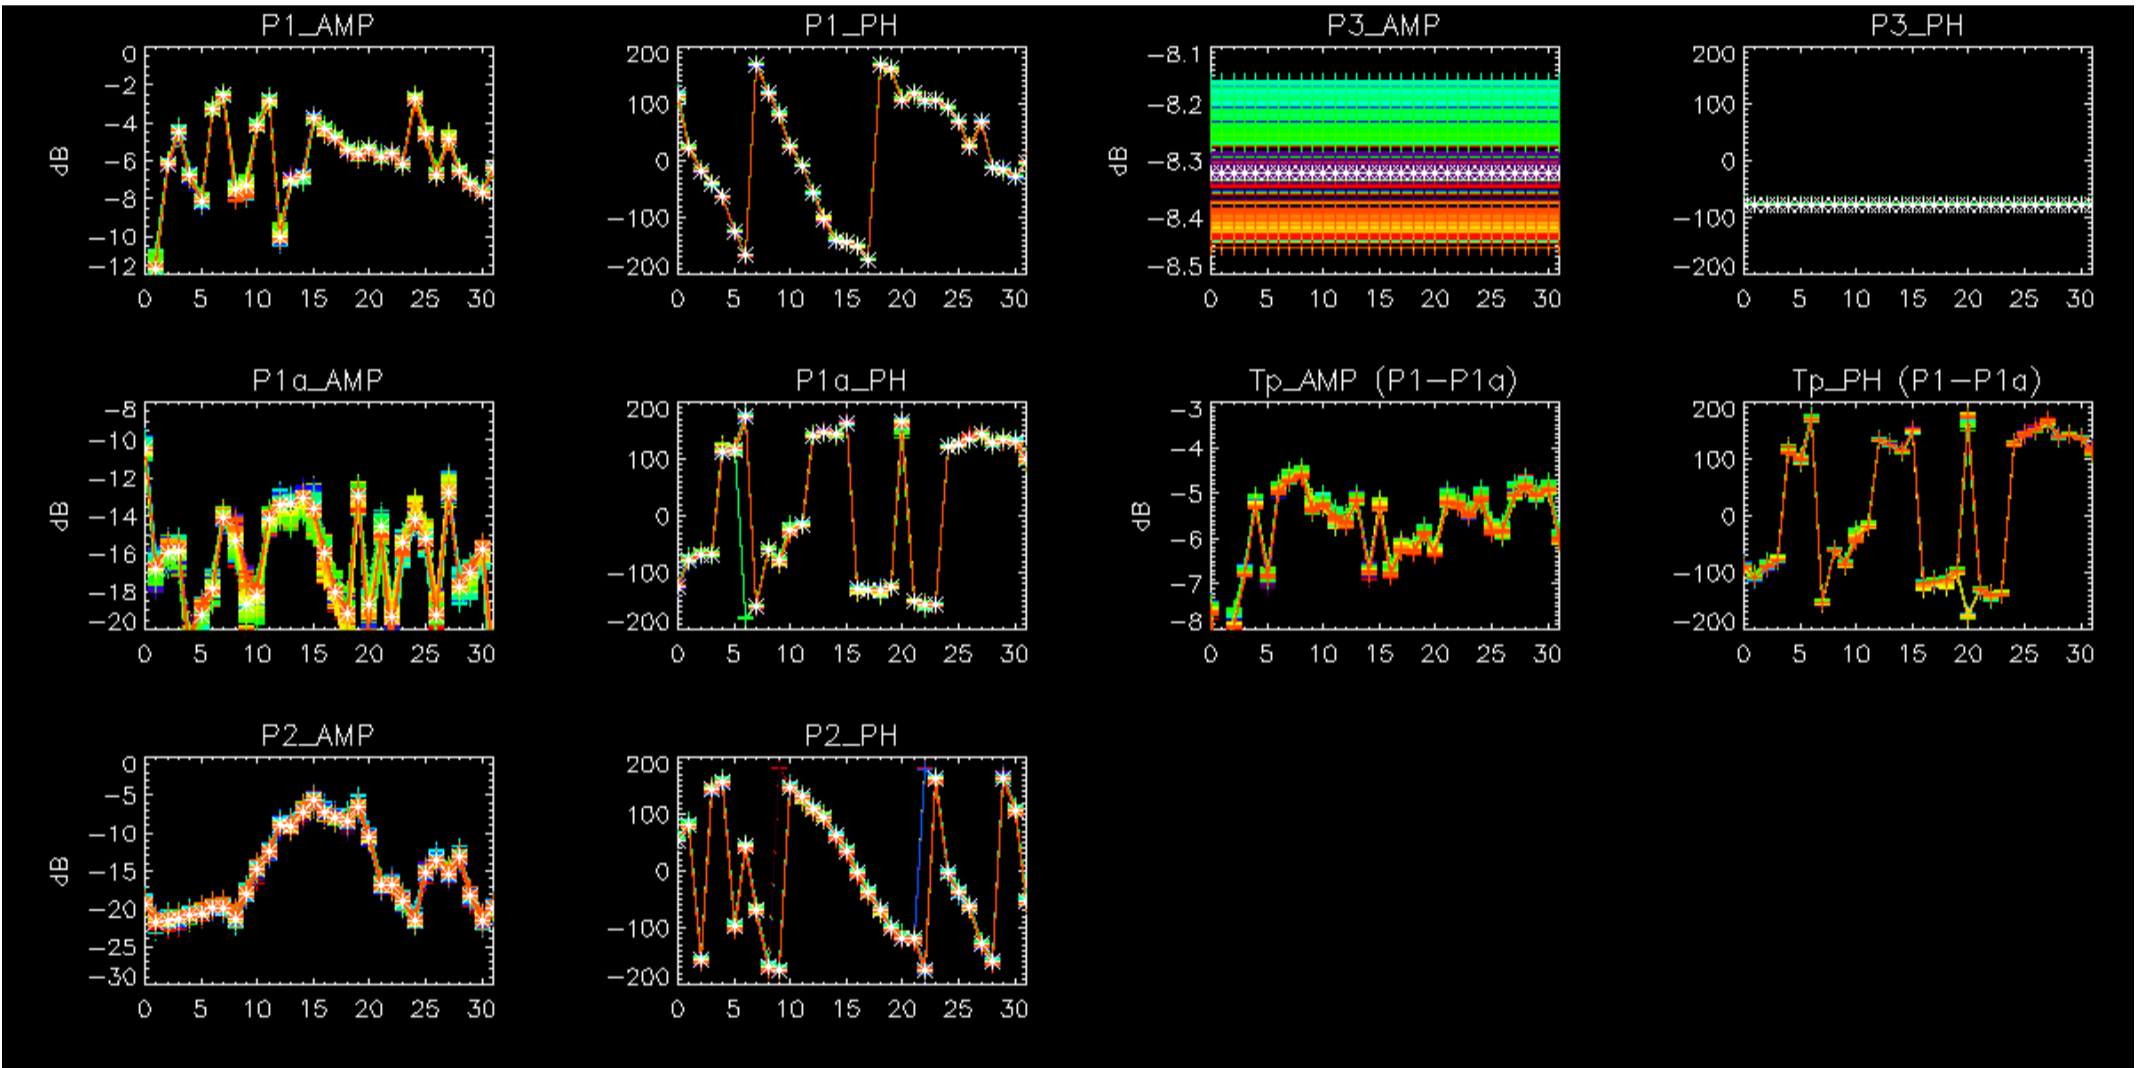 P1_AMP
0
−2
−4
−6
−8
−10
−12
dB
0 5 10 15 20 25 30
P1_PH
200
100
0
−100
−200
0 5 10 15 20 25 30
P3_AMP
−8.1
−8.2
−8.3
−8.4
−8.5
dB
0 5 10 15 20 25 30
P3_PH
200
100
0
−100
−200
0 5 10 15 20 25 30
P1a_AMP
−8
−10
−12
−14
−16
−18
−20
dB
0 5 10 15 20 25 30
P1a_PH
200
100
0
−100
−200
0 5 10 15 20 25 30
Tp_AMP (P1−P1a)
−3
−4
−5
−6
−7
−8
dB
0 5 10 15 20 25 30
Tp_PH (P1−P1a)
200
100
0
−100
−200
0 5 10 15 20 25 30
P2_AMP
0
−5
−10
−15
−20
−25
−30
dB
0 5 10 15 20 25 30
P2_PH
200
100
0
−100
−200
0 5 10 15 20 25 30